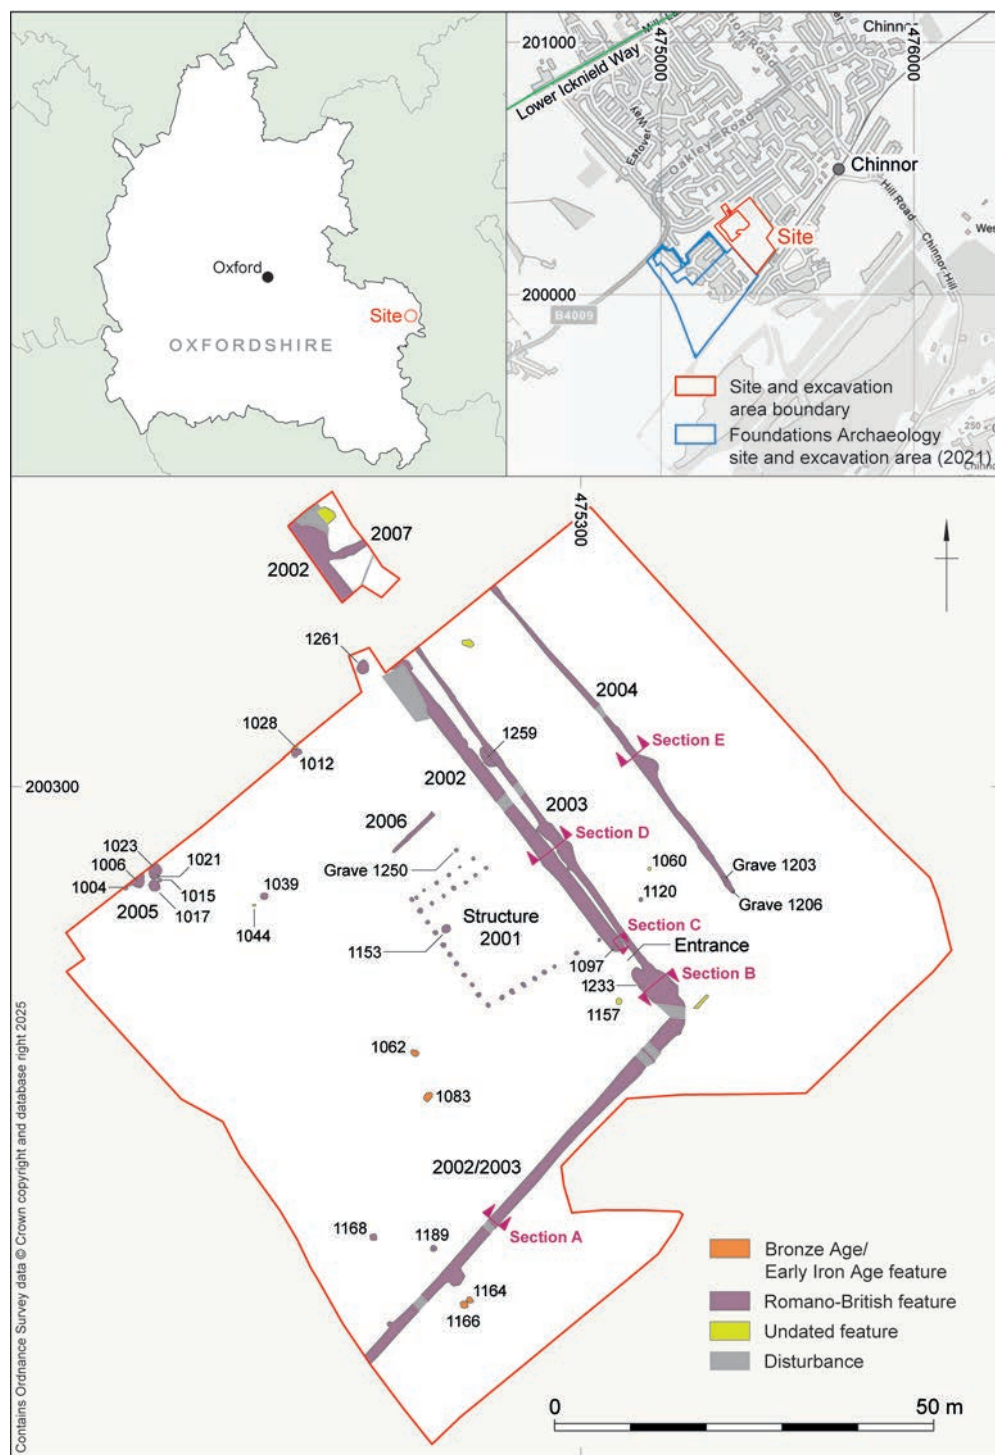 Oxford
Site
OXFORDSHIRE
201000
475000
476000
Chinnor
Lower Icknield Way
Estover Way
Oakley Road
Chinnor
Hill Road
Chinnor Hill
Site
200000
B4009
250
Site and excavation
area boundary
Foundations Archaeology
site and excavation area (2021)
475300
2007
2002
1261
1028
1012
2004
Section E
1259
2002
2003
200300
2006
Section D
1023
1006
1004
1021
1015
2005
1017
1039
1044
Grave 1250
1060
Grave 1203
1120
Grave 1206
Structure
2001
1153
Section C
Entrance
1097
Section B
1233
1157
1062
1083
2002/2003
Section A
1168
1189
1164
1166
Bronze Age/
Early Iron Age feature
Romano-British feature
Undated feature
Disturbance
0
50 m
Contains Ordnance Survey data © Crown copyright and database right 2025